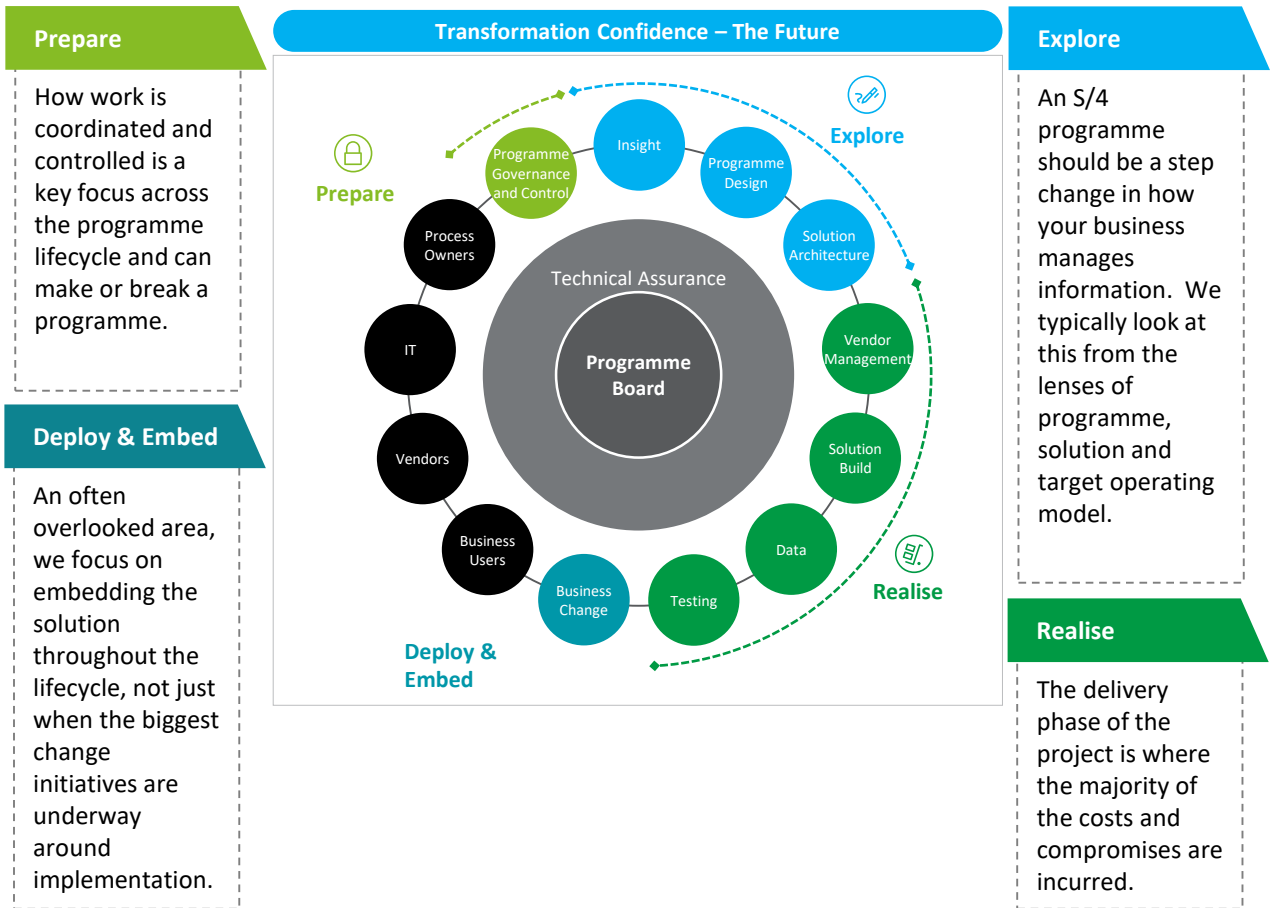 Prepare
How work is
coordinated and
controlled is a
key focus across
the programme
lifecycle and can
make or break a
programme.
Deploy & Embed
An often
overlooked area,
we focus on
embedding the
solution
throughout the
lifecycle, not just
when the biggest
change
initiatives are
underway
around
implementation.
Transformation Confidence – The Future
Prepare
Explore
Realise
Deploy &
Embed
Programme
Governance
and Control
Insight
Programme
Design
Solution
Architecture
Vendor
Management
Solution
Build
Data
Testing
Business
Change
Business
Users
Vendors
IT
Process
Owners
Technical Assurance
Programme
Board
Explore
An S/4
programme
should be a step
change in how
your business
manages
information.  We
typically look at
this from the
lenses of
programme,
solution and
target operating
model.
Realise
The delivery
phase of the
project is where
the majority of
the costs and
compromises are
incurred.